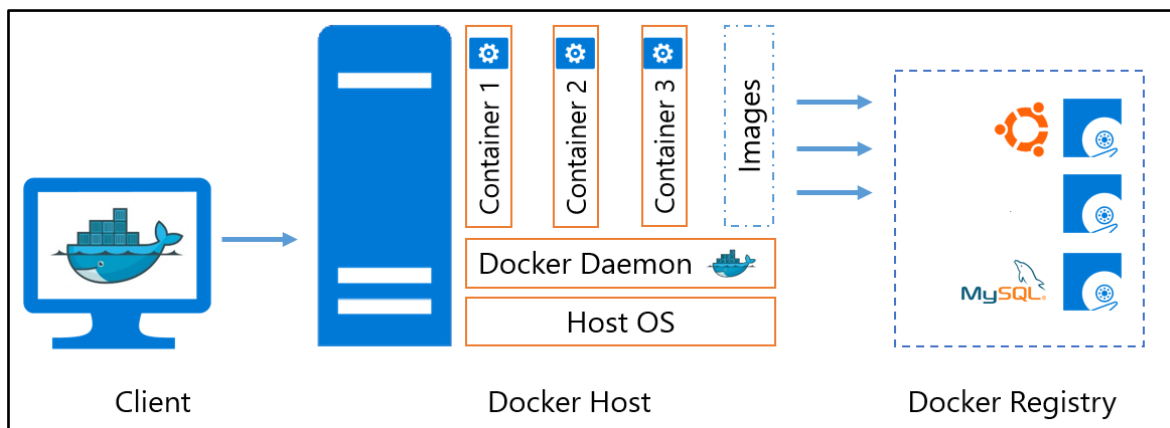 Container 1
Container 2
Container 3
Images
Docker Daemon
Host OS
MySQL®
Client
Docker Host
Docker Registry